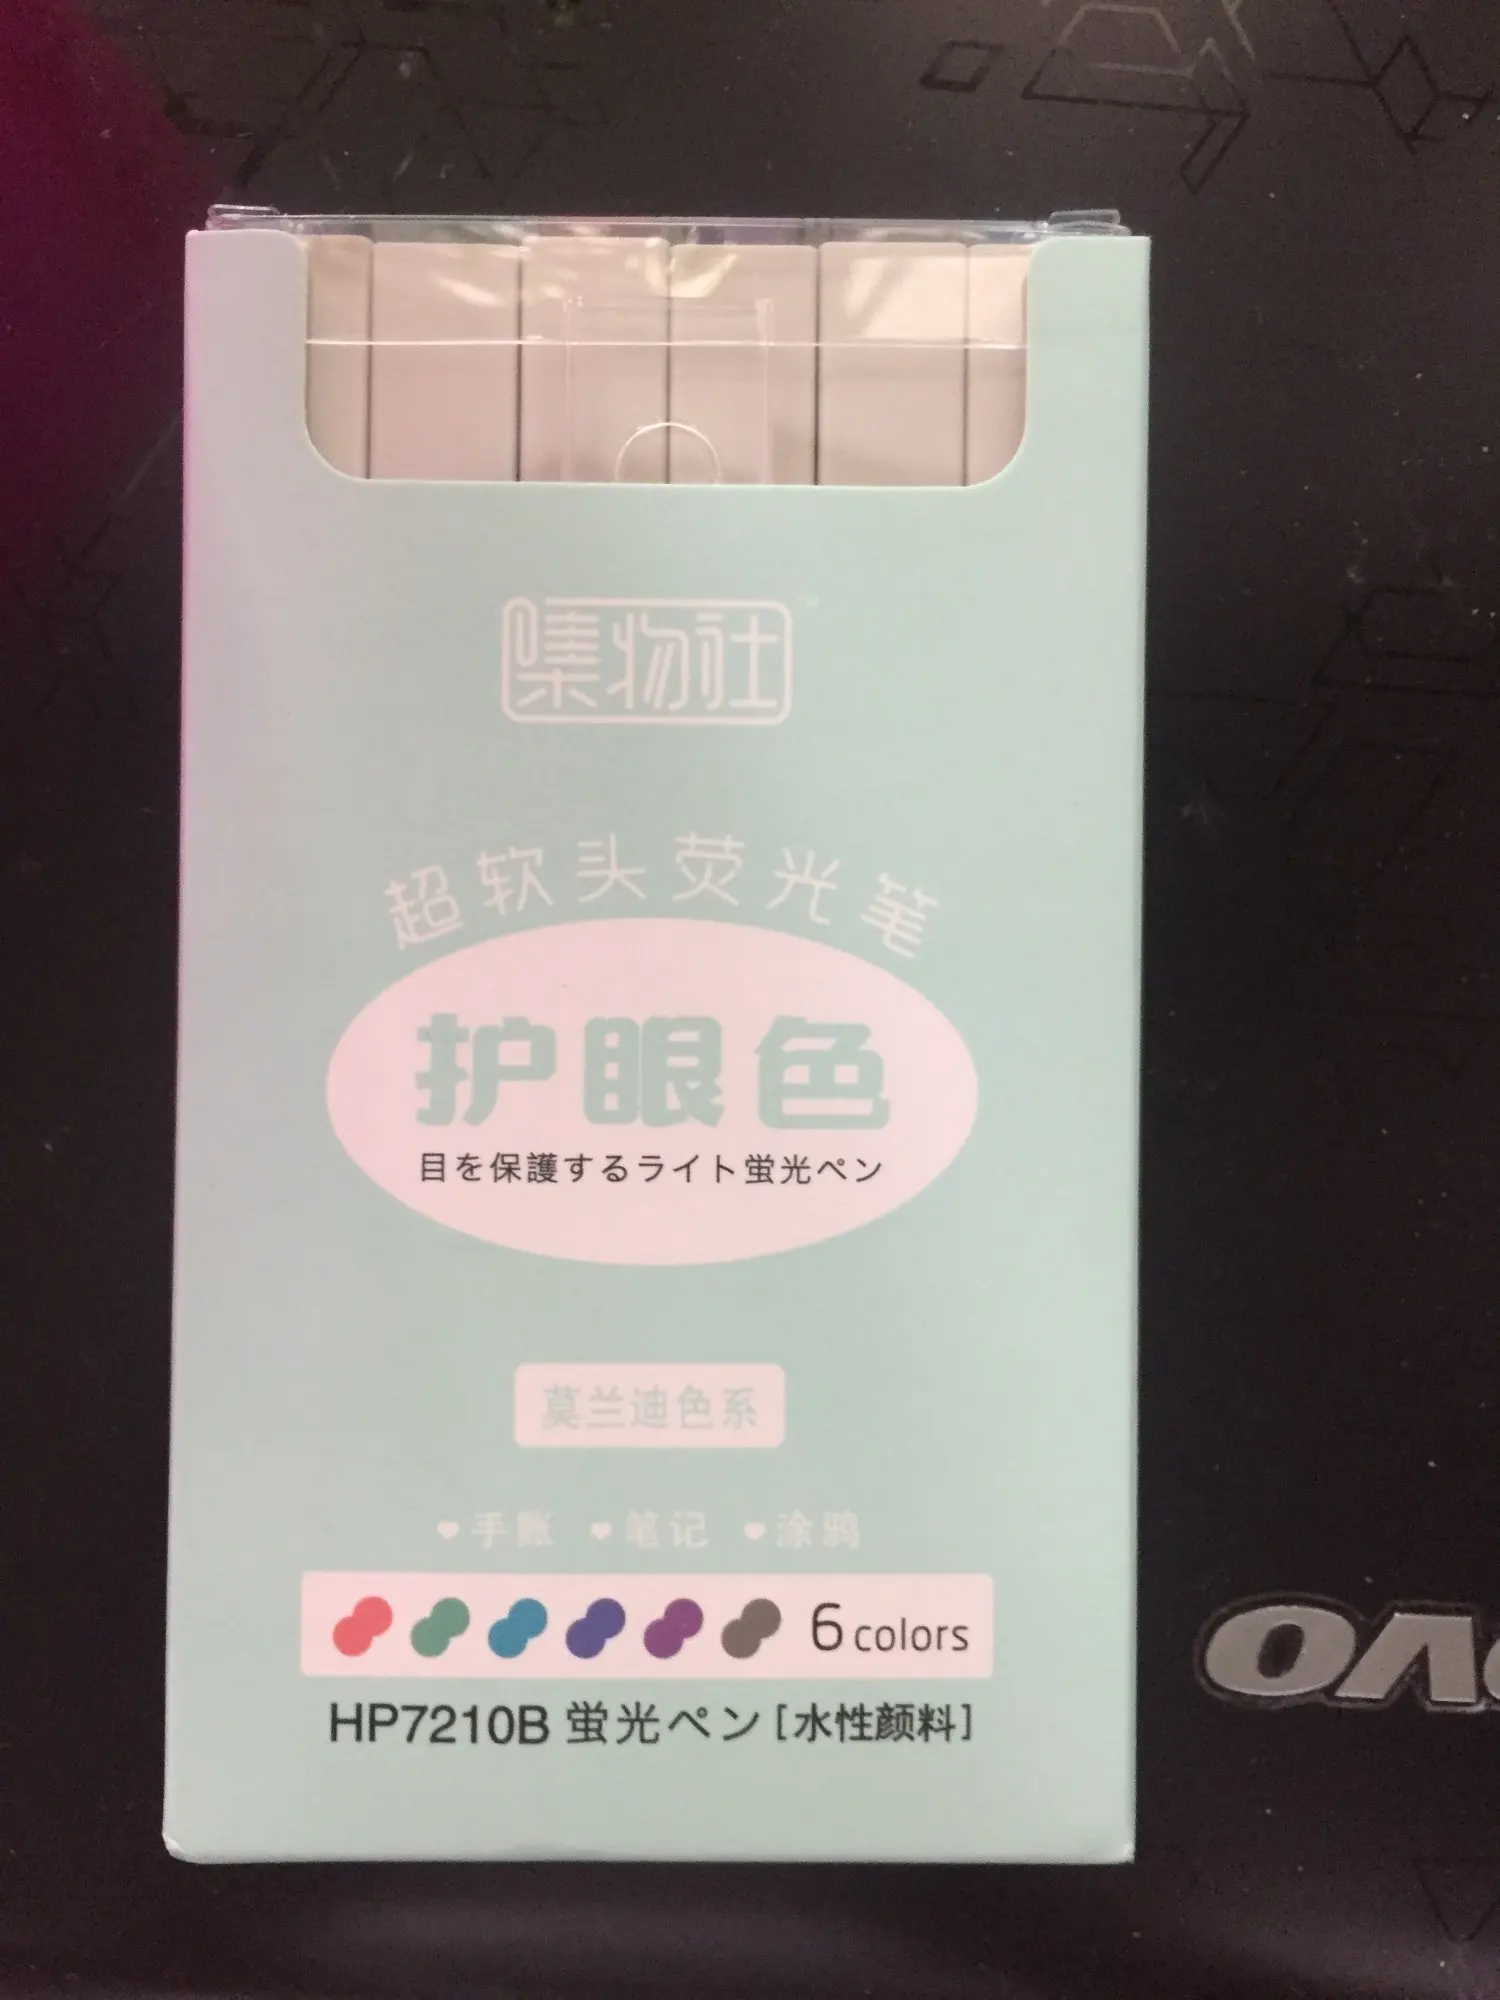 集物社
超软头荧光笔
护眼色
目を保護するライト蛍光ペン
莫兰迪色系
手账 笔记 涂鸦
6 colors
HP7210B 蛍光ペン [水性颜料]